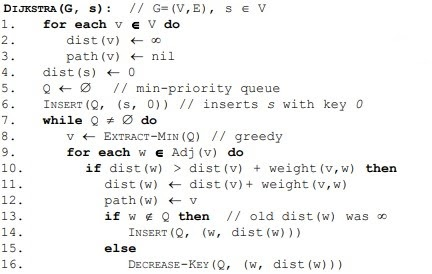 DIJKSTRA(G, s): // G=(V,E), s ∈ V
1. for each v ∈ V do
2. dist(v) ← ∞
3. path(v) ← nil
4. dist(s) ← 0
5. Q ← ∅ // min-priority queue
6. INSERT(Q, (s, 0)) // inserts s with key 0
7. while Q ≠ ∅ do
8. v ← EXTRACT-MIN(Q) // greedy
9. for each w ∈ Adj(v) do
10. if dist(w) > dist(v) + weight(v,w) then
11. dist(w) ← dist(v)+ weight(v,w)
12. path(w) ← v
13. if w ∉ Q then // old dist(w) was ∞
14. INSERT(Q, (w, dist(w)))
15. else
16. DECREASE-KEY(Q, (w, dist(w)))